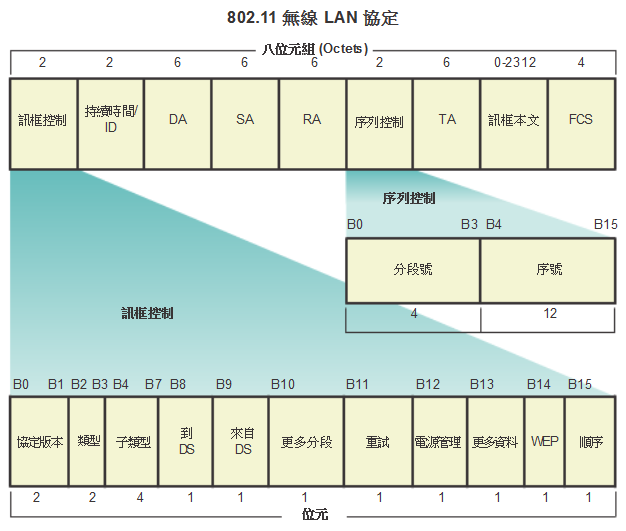 802.11 無線 LAN 協定
八位元組 (Octets)
2 2 6 6 6 2 6 0-2312 4
訊框控制 持續時間/ID DA SA RA 序列控制 TA 訊框本文 FCS
序列控制
B0 B3 B4 B15
分段號 序號
4 12
訊框控制
B0 B1 B2 B3 B4 B7 B8 B9 B10 B11 B12 B13 B14 B15
協定版本 類型 子類型 到 DS 來自 DS 更多分段 重試 電源管理 更多資料 WEP 順序
2 2 4 1 1 1 1 1 1 1 1
位元